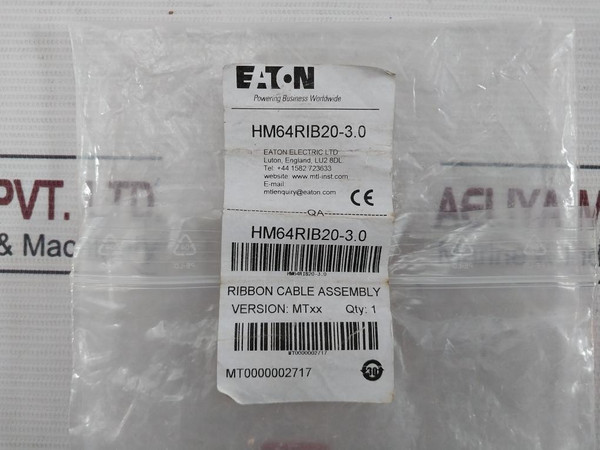 EATON
Powering Business Worldwide
HM64RIB20-3.0
EATON ELECTRIC LTD
Luton, England, LU2 8DL
Tel: +44 1582 723633
website: www.mtl-inst.com
E-mail:
mtlenquiry@eaton.com
CE
QA
HM64RIB20-3.0
HM64RIB20-3.0
RIBBON CABLE ASSEMBLY
VERSION: MTxx Qty: 1
MT0000002717
MT0000002717
30
PVT. LTD
& Mac